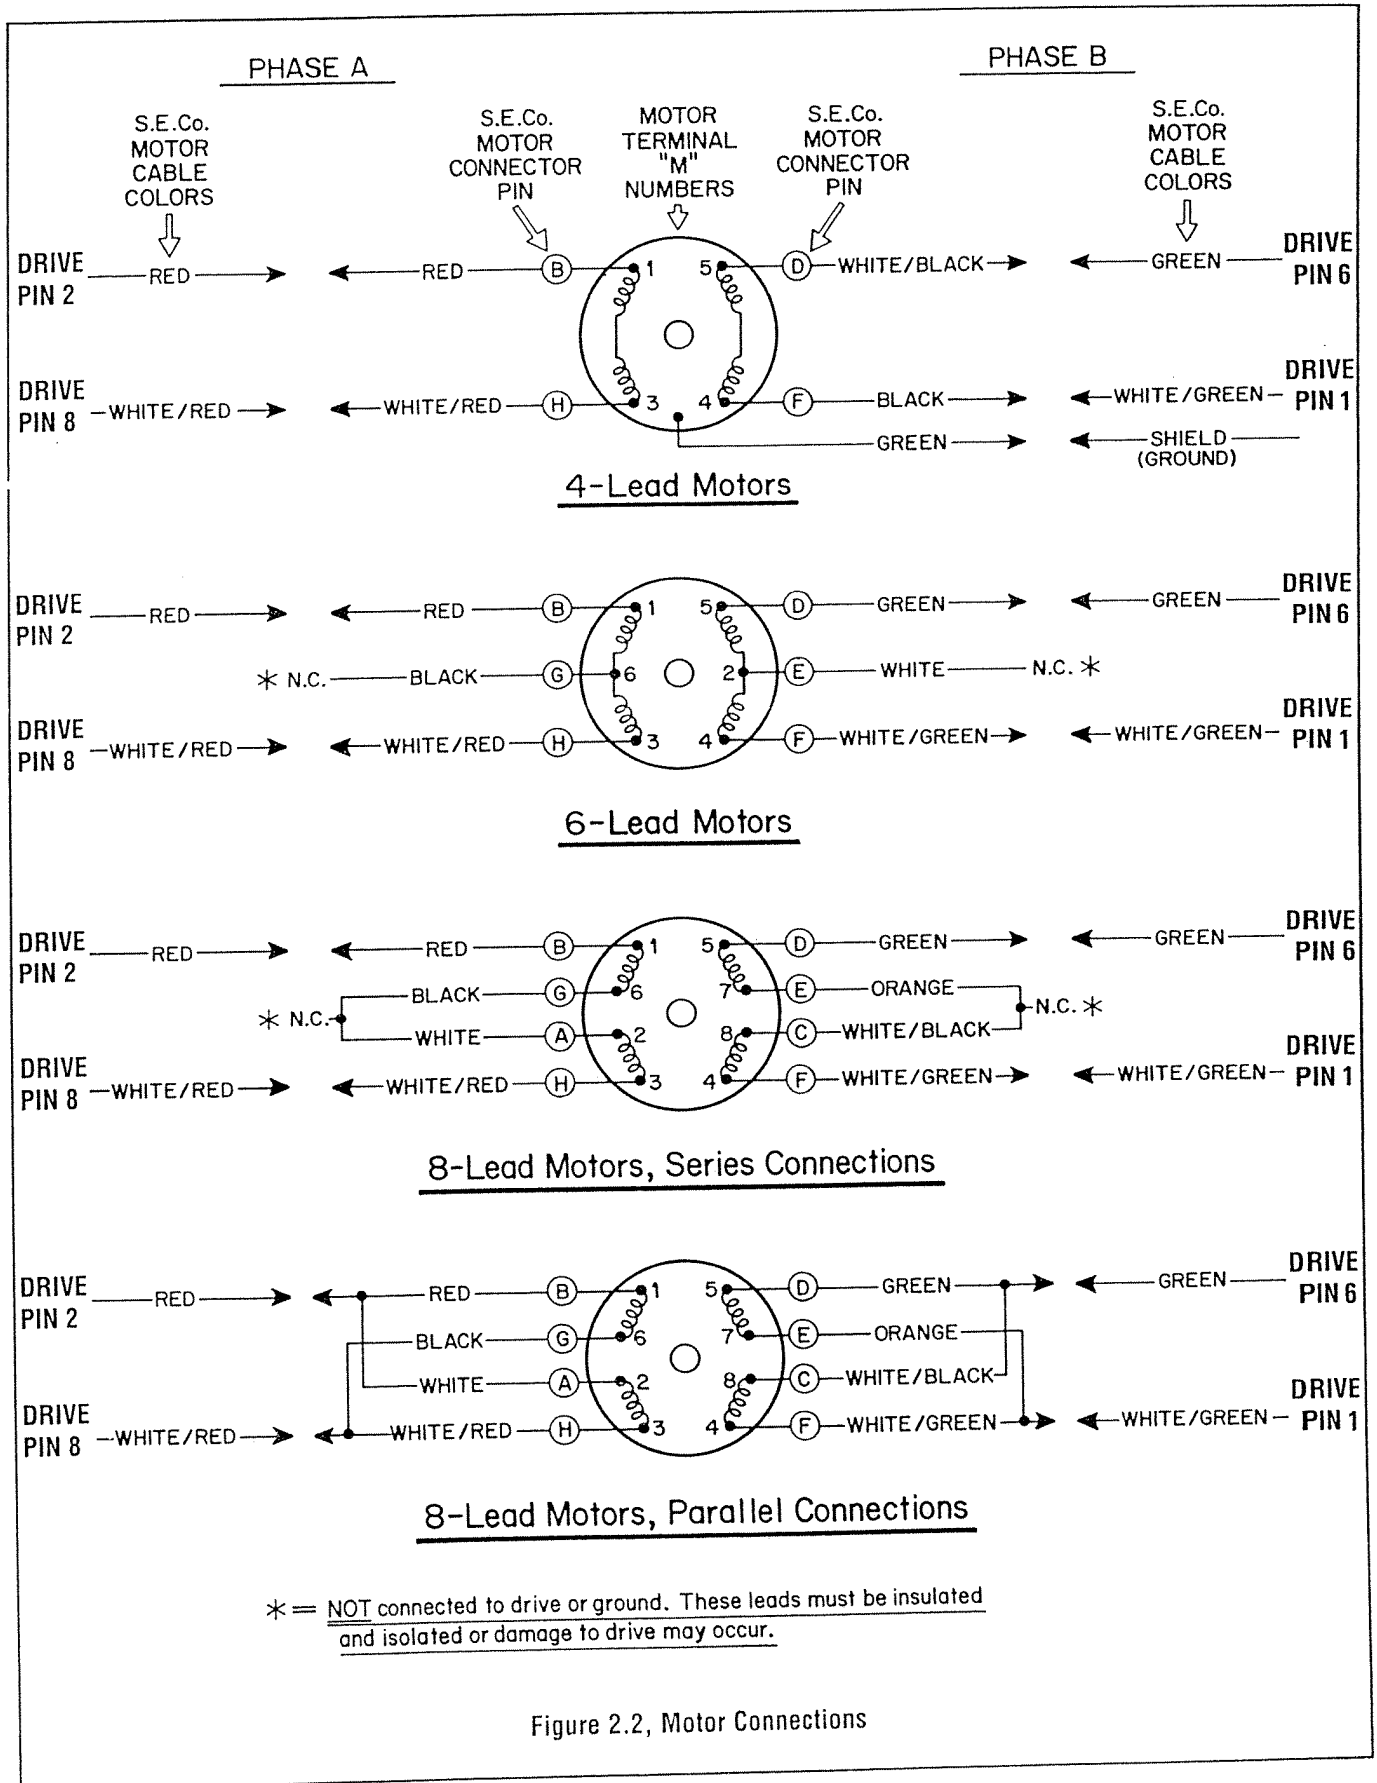 PHASE A
PHASE B
S.E.Co.
MOTOR
CABLE
COLORS
S.E.Co.
MOTOR
CONNECTOR
PIN
MOTOR
TERMINAL
"M"
NUMBERS
S.E.Co.
MOTOR
CONNECTOR
PIN
S.E.Co.
MOTOR
CABLE
COLORS
DRIVE
PIN 2
RED
RED
B
1
5
D
WHITE/BLACK
GREEN
DRIVE
PIN 6
DRIVE
PIN 8
WHITE/RED
WHITE/RED
H
3
4
F
BLACK
WHITE/GREEN
DRIVE
PIN 1
GREEN
SHIELD
(GROUND)
4-Lead Motors
DRIVE
PIN 2
RED
RED
B
1
5
D
GREEN
GREEN
DRIVE
PIN 6
* N.C.
BLACK
G
6
2
E
WHITE
N.C. *
DRIVE
PIN 8
WHITE/RED
WHITE/RED
H
3
4
F
WHITE/GREEN
WHITE/GREEN
DRIVE
PIN 1
6-Lead Motors
DRIVE
PIN 2
RED
RED
B
1
5
D
GREEN
GREEN
DRIVE
PIN 6
BLACK
G
6
7
E
ORANGE
* N.C.
N.C. *
WHITE
A
2
8
C
WHITE/BLACK
DRIVE
PIN 8
WHITE/RED
WHITE/RED
H
3
4
F
WHITE/GREEN
WHITE/GREEN
DRIVE
PIN 1
8-Lead Motors, Series Connections
DRIVE
PIN 2
RED
RED
B
1
5
D
GREEN
GREEN
DRIVE
PIN 6
BLACK
G
6
7
E
ORANGE
WHITE
A
2
8
C
WHITE/BLACK
DRIVE
PIN 8
WHITE/RED
WHITE/RED
H
3
4
F
WHITE/GREEN
WHITE/GREEN
DRIVE
PIN 1
8-Lead Motors, Parallel Connections
* = NOT connected to drive or ground. These leads must be insulated
and isolated or damage to drive may occur.
Figure 2.2, Motor Connections